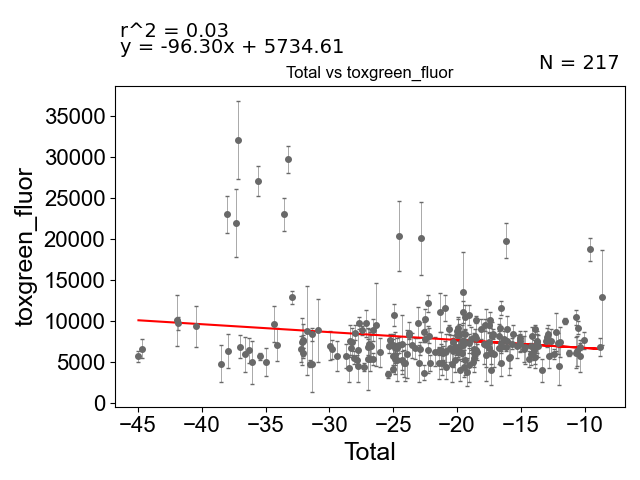 r^2 = 0.03
y = -96.30x + 5734.61
N = 217
Total vs toxgreen_fluor
35000
30000
25000
20000
15000
10000
5000
0
toxgreen_fluor
−45 −40 −35 −30 −25 −20 −15 −10
Total